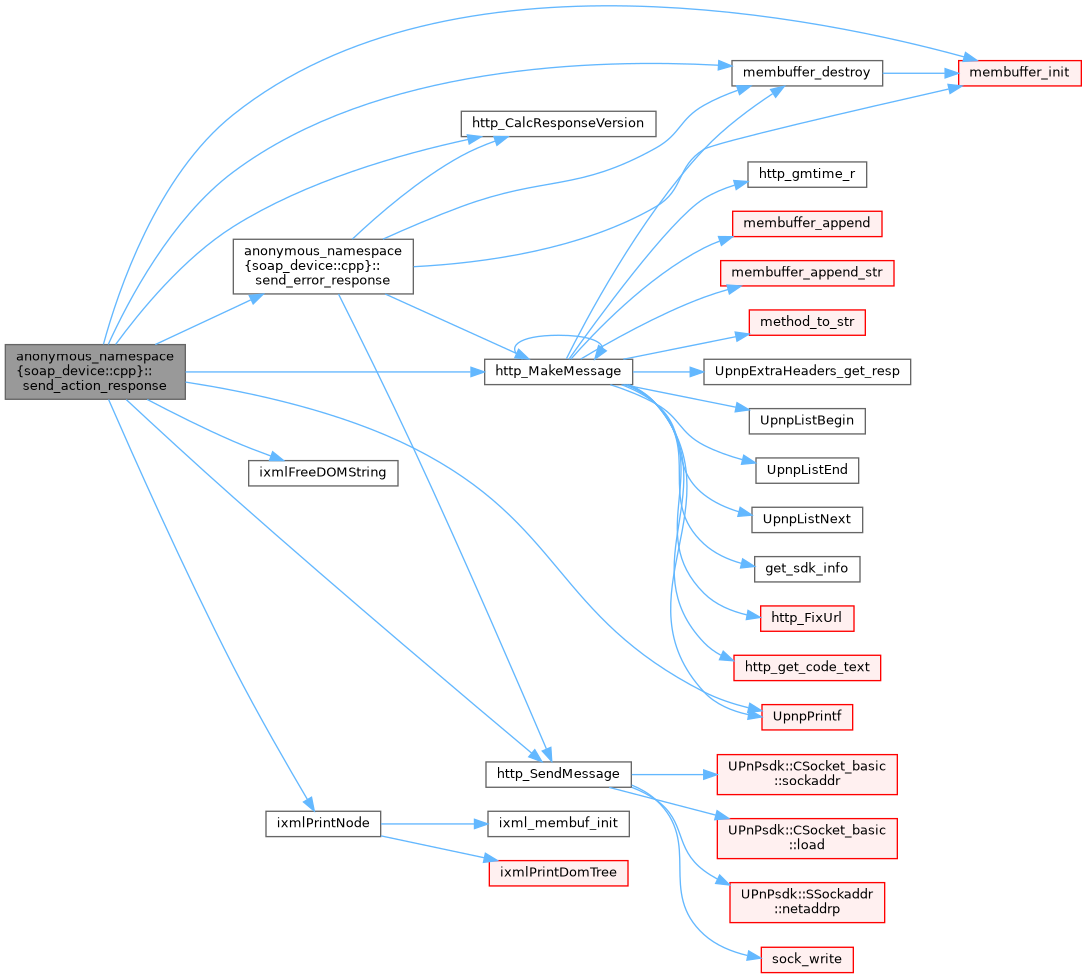 membuffer_init
membuffer_destroy
http_CalcResponseVersion
http_gmtime_r
membuffer_append
anonymous_namespace
{soap_device::cpp}::
send_error_response
membuffer_append_str
method_to_str
anonymous_namespace
{soap_device::cpp}::
send_action_response
http_MakeMessage
UpnpExtraHeaders_get_resp
UpnpListBegin
ixmlFreeDOMString
UpnpListEnd
UpnpListNext
get_sdk_info
http_FixUrl
http_get_code_text
UpnpPrintf
http_SendMessage
UPnPsdk::CSocket_basic
::sockaddr
ixmlPrintNode
ixml_membuf_init
UPnPsdk::CSocket_basic
::load
ixmlPrintDomTree
UPnPsdk::SSockaddr
::netaddrp
sock_write